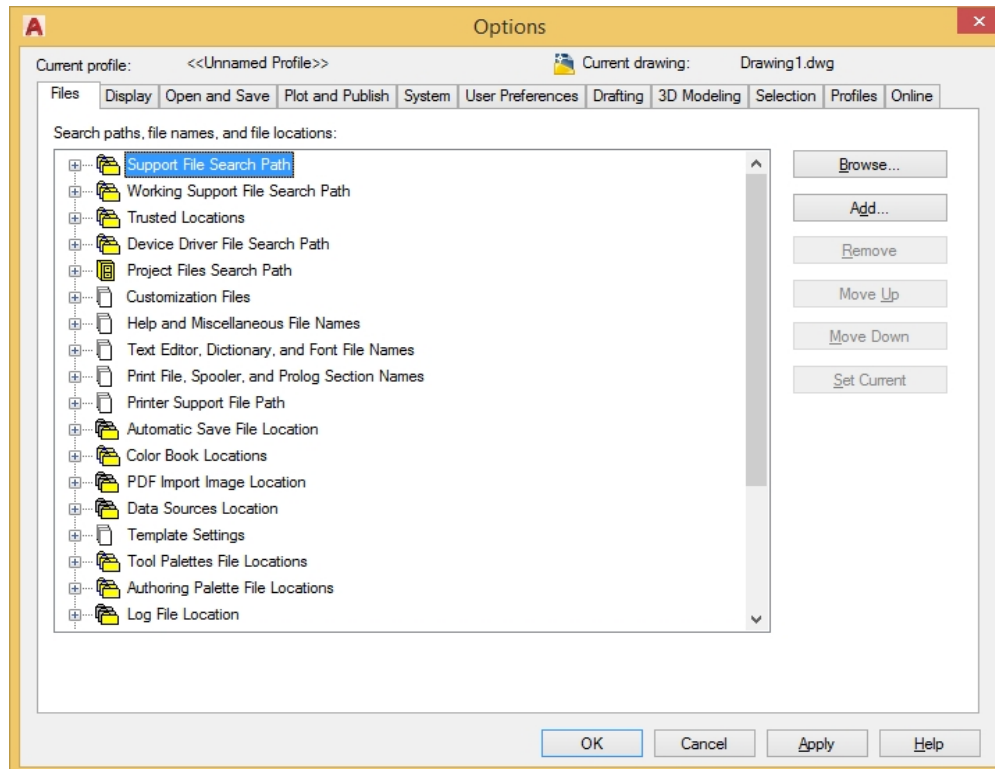 Options
Current profile: <<Unnamed Profile>> Current drawing: Drawing1.dwg
Files Display Open and Save Plot and Publish System User Preferences Drafting 3D Modeling Selection Profiles Online
Search paths, file names, and file locations:
Support File Search Path
Working Support File Search Path
Trusted Locations
Device Driver File Search Path
Project Files Search Path
Customization Files
Help and Miscellaneous File Names
Text Editor, Dictionary, and Font File Names
Print File, Spooler, and Prolog Section Names
Printer Support File Path
Automatic Save File Location
Color Book Locations
PDF Import Image Location
Data Sources Location
Template Settings
Tool Palettes File Locations
Authoring Palette File Locations
Log File Location
Browse...
Add...
Remove
Move Up
Move Down
Set Current
OK Cancel Apply Help